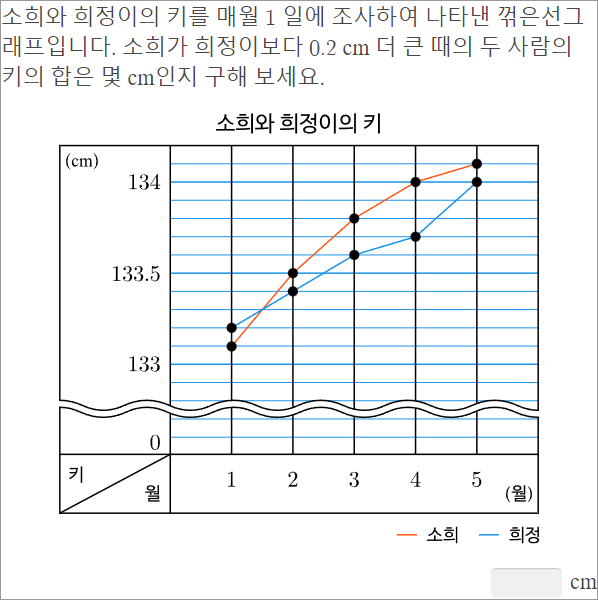 소희와 희정이의 키를 매월 1 일에 조사하여 나타낸 꺾은선그
래프입니다. 소희가 희정이보다 0.2 cm 더 큰 때의 두 사람의
키의 합은 몇 cm인지 구해 보세요.
소희와 희정이의 키
(cm)
134
133.5
133
0
키
월
1 2 3 4 5 (월)
소희 희정
cm